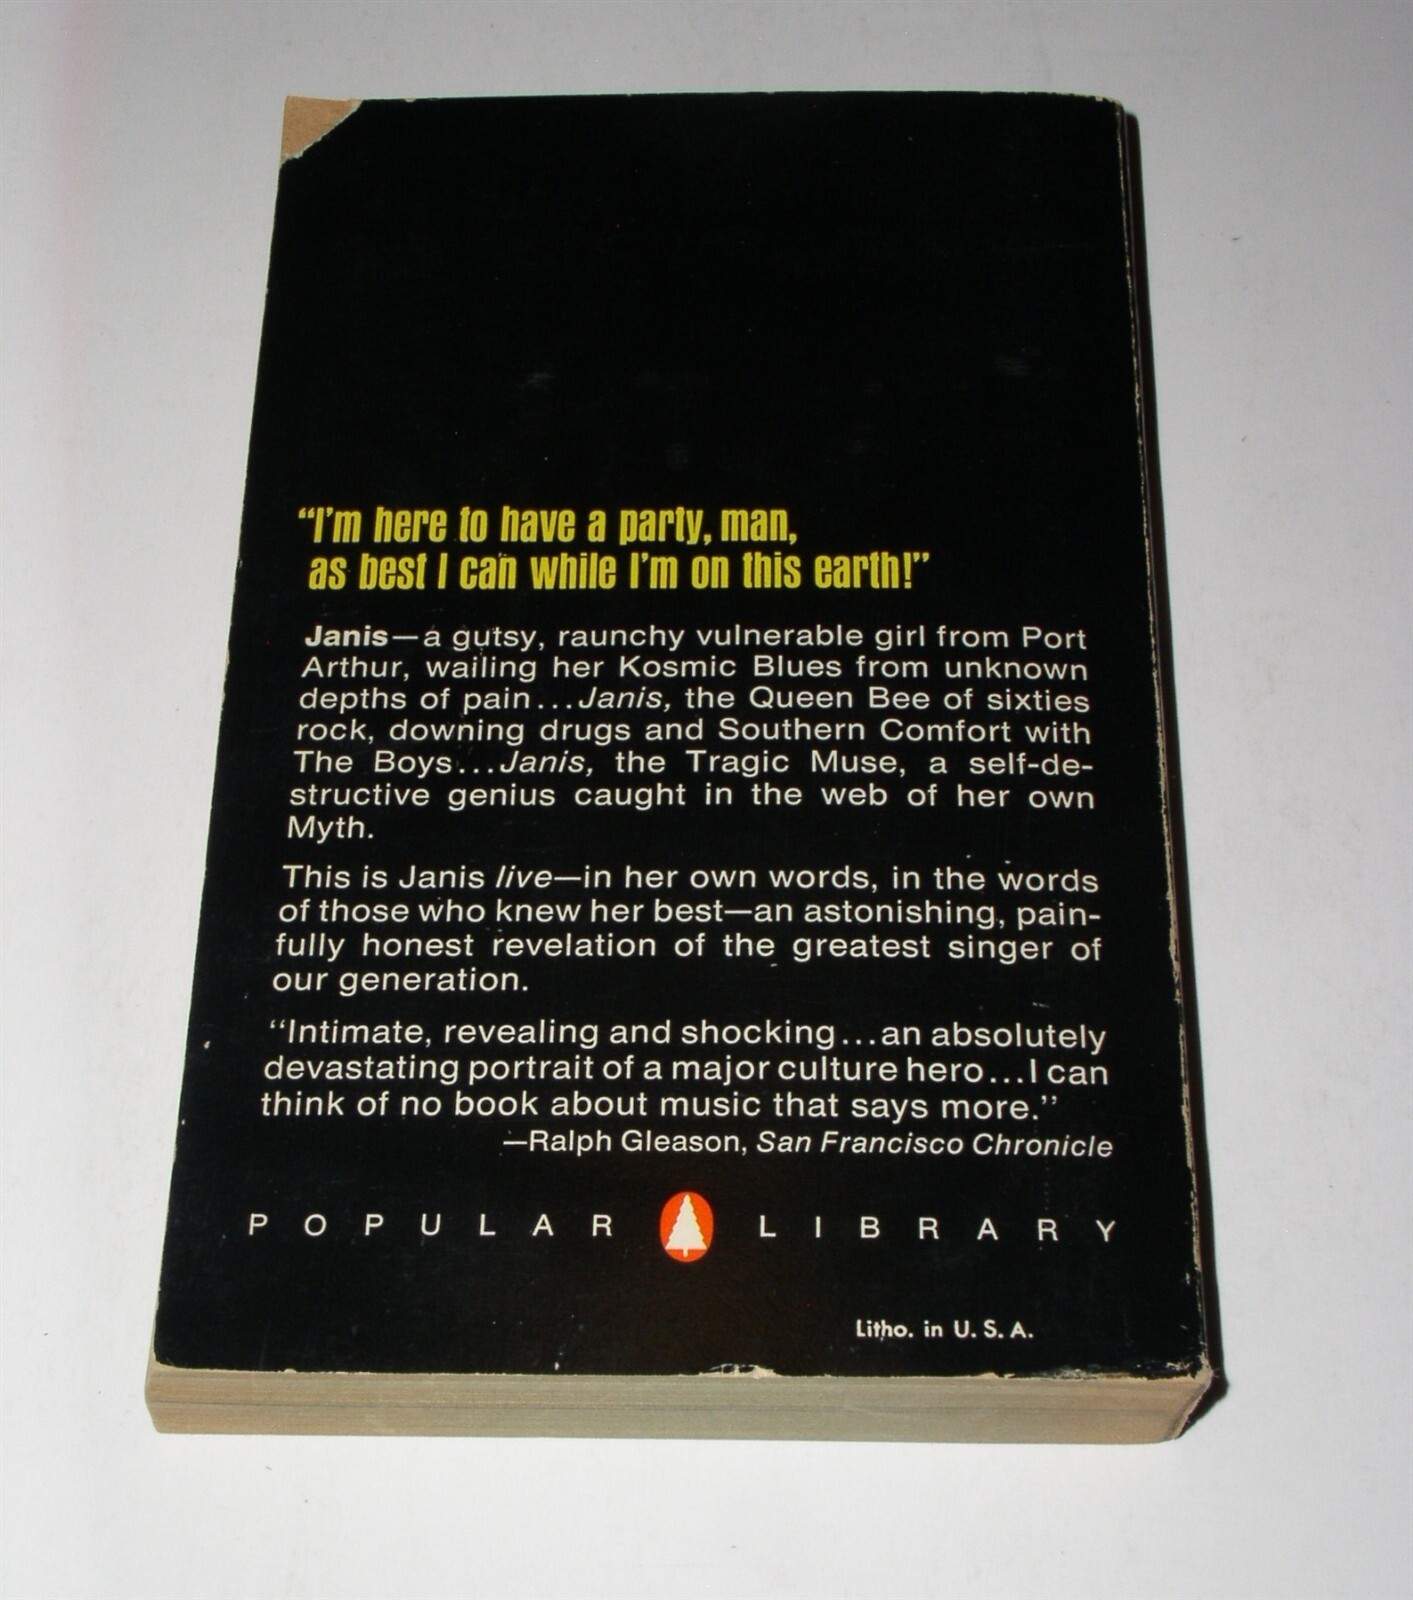 "I'm here to have a party, man,
as best I can while I'm on this earth!"
Janis—a gutsy, raunchy vulnerable girl from Port
Arthur, wailing her Kosmic Blues from unknown
depths of pain...Janis, the Queen Bee of sixties
rock, downing drugs and Southern Comfort with
The Boys...Janis, the Tragic Muse, a self-de-
structive genius caught in the web of her own
Myth.
This is Janis live—in her own words, in the words
of those who knew her best—an astonishing, pain-
fully honest revelation of the greatest singer of
our generation.
"Intimate, revealing and shocking...an absolutely
devastating portrait of a major culture hero...I can
think of no book about music that says more."
—Ralph Gleason, San Francisco Chronicle
POPULAR LIBRARY
Litho. in U. S. A.